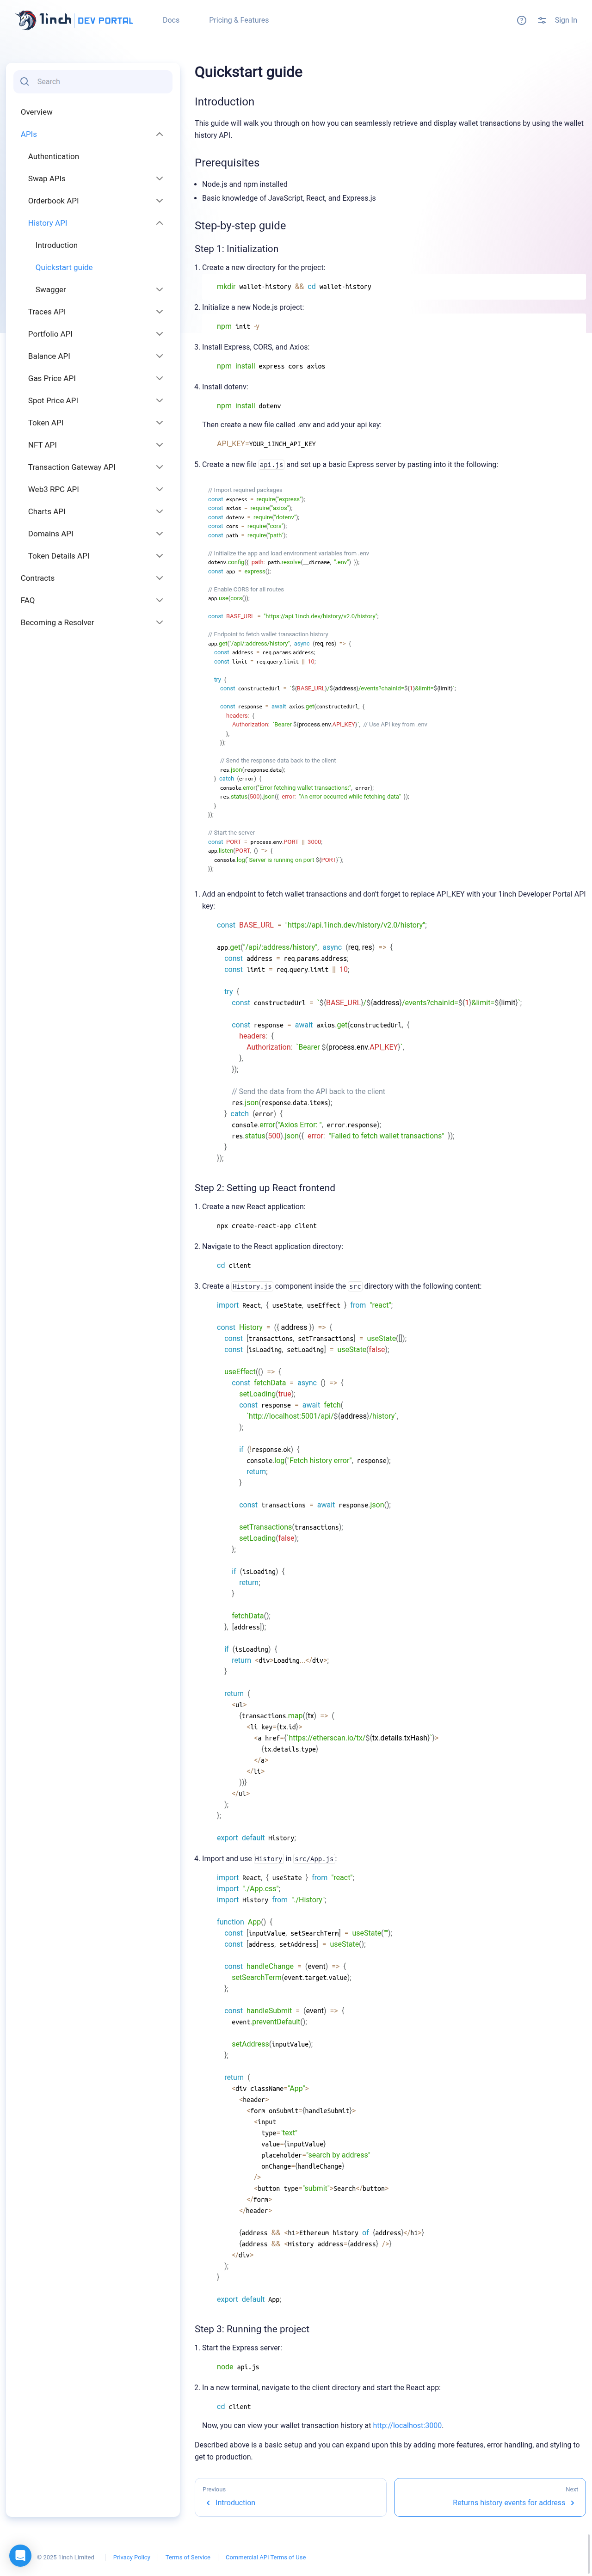 1inch DEV PORTAL
Docs
Pricing & Features
Sign In
Search
Overview
APIs
Authentication
Swap APIs
Orderbook API
History API
Introduction
Quickstart guide
Swagger
Traces API
Portfolio API
Balance API
Gas Price API
Spot Price API
Token API
NFT API
Transaction Gateway API
Web3 RPC API
Charts API
Domains API
Token Details API
Contracts
FAQ
Becoming a Resolver
Quickstart guide
Introduction
This guide will walk you through on how you can seamlessly retrieve and display wallet transactions by using the wallet
history API.
Prerequisites
• Node.js and npm installed
• Basic knowledge of JavaScript, React, and Express.js
Step-by-step guide
Step 1: Initialization
1. Create a new directory for the project:
mkdir wallet-history && cd wallet-history
2. Initialize a new Node.js project:
npm init -y
3. Install Express, CORS, and Axios:
npm install express cors axios
4. Install dotenv:
npm install dotenv
Then create a new file called .env and add your api key:
API_KEY=YOUR_1INCH_API_KEY
5. Create a new file api.js and set up a basic Express server by pasting into it the following:
// Import required packages
const express = require("express");
const axios = require("axios");
const dotenv = require("dotenv");
const cors = require("cors");
const path = require("path");
// Initialize the app and load environment variables from .env
dotenv.config({ path: path.resolve(__dirname, ".env") });
const app = express();
// Enable CORS for all routes
app.use(cors());
const BASE_URL = "https://api.1inch.dev/history/v2.0/history";
// Endpoint to fetch wallet transaction history
app.get("/api/:address/history", async (req, res) => {
const address = req.params.address;
const limit = req.query.limit || 10;
try {
const constructedUrl = `${BASE_URL}/${address}/events?chainId=${1}&limit=${limit}`;
const response = await axios.get(constructedUrl, {
headers: {
Authorization: `Bearer ${process.env.API_KEY}`, // Use API key from .env
},
});
// Send the response data back to the client
res.json(response.data);
} catch (error) {
console.error("Error fetching wallet transactions:", error);
res.status(500).json({ error: "An error occurred while fetching data" });
}
});
// Start the server
const PORT = process.env.PORT || 3000;
app.listen(PORT, () => {
console.log(`Server is running on port ${PORT}`);
});
1. Add an endpoint to fetch wallet transactions and don't forget to replace API_KEY with your 1inch Developer Portal API
key:
const BASE_URL = "https://api.1inch.dev/history/v2.0/history";
app.get("/api/:address/history", async (req, res) => {
const address = req.params.address;
const limit = req.query.limit || 10;
try {
const constructedUrl = `${BASE_URL}/${address}/events?chainId=${1}&limit=${limit}`;
const response = await axios.get(constructedUrl, {
headers: {
Authorization: `Bearer ${process.env.API_KEY}`,
},
});
// Send the data from the API back to the client
res.json(response.data.items);
} catch (error) {
console.error("Axios Error: ", error.response);
res.status(500).json({ error: "Failed to fetch wallet transactions" });
}
});
Step 2: Setting up React frontend
1. Create a new React application:
npx create-react-app client
2. Navigate to the React application directory:
cd client
3. Create a History.js component inside the src directory with the following content:
import React, { useState, useEffect } from "react";
const History = ({ address }) => {
const [transactions, setTransactions] = useState([]);
const [isLoading, setLoading] = useState(false);
useEffect(() => {
const fetchData = async () => {
setLoading(true);
const response = await fetch(
`http://localhost:5001/api/${address}/history`,
);
if (!response.ok) {
console.log("Fetch history error", response);
return;
}
const transactions = await response.json();
setTransactions(transactions);
setLoading(false);
};
if (isLoading) {
return;
}
fetchData();
}, [address]);
if (isLoading) {
return <div>Loading...</div>;
}
return (
<ul>
{transactions.map((tx) => (
<li key={tx.id}>
<a href={`https://etherscan.io/tx/${tx.details.txHash}`}>
{tx.details.type}
</a>
</li>
))}
</ul>
);
};
export default History;
4. Import and use History in src/App.js:
import React, { useState } from "react";
import "./App.css";
import History from "./History";
function App() {
const [inputValue, setSearchTerm] = useState("");
const [address, setAddress] = useState();
const handleChange = (event) => {
setSearchTerm(event.target.value);
};
const handleSubmit = (event) => {
event.preventDefault();
setAddress(inputValue);
};
return (
<div className="App">
<header>
<form onSubmit={handleSubmit}>
<input
type="text"
value={inputValue}
placeholder="search by address"
onChange={handleChange}
/>
<button type="submit">Search</button>
</form>
</header>
{address && <h1>Ethereum history of {address}</h1>}
{address && <History address={address} />}
</div>
);
}
export default App;
Step 3: Running the project
1. Start the Express server:
node api.js
2. In a new terminal, navigate to the client directory and start the React app:
cd client
Now, you can view your wallet transaction history at http://localhost:3000.
Described above is a basic setup and you can expand upon this by adding more features, error handling, and styling to
get to production.
Previous
Introduction
Next
Returns history events for address
© 2025 1inch Limited
Privacy Policy
Terms of Service
Commercial API Terms of Use